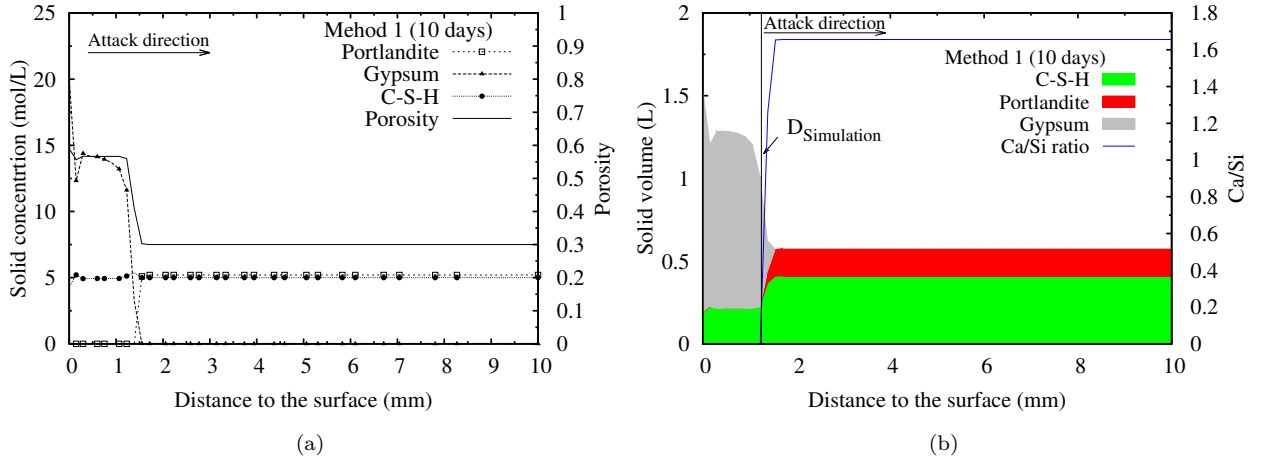 25
20
15
10
5
0
Solid concentrtion (mol/L)
Attack direction
Mehod 1 (10 days)
Portlandite
Gypsum
C-S-H
Porosity
1
0.9
0.8
0.7
0.6
0.5
0.4
0.3
0.2
0.1
0
Porosity
0 1 2 3 4 5 6 7 8 9 10
Distance to the surface (mm)
(a)
2
1.5
1
0.5
0
Solid volume (L)
Attack direction
Method 1 (10 days)
C-S-H
Portlandite
Gypsum
Ca/Si ratio
D_Simulation
1.8
1.6
1.4
1.2
1
0.8
0.6
0.4
0.2
0
Ca/Si
0 2 4 6 8 10
Distance to the surface (mm)
(b)